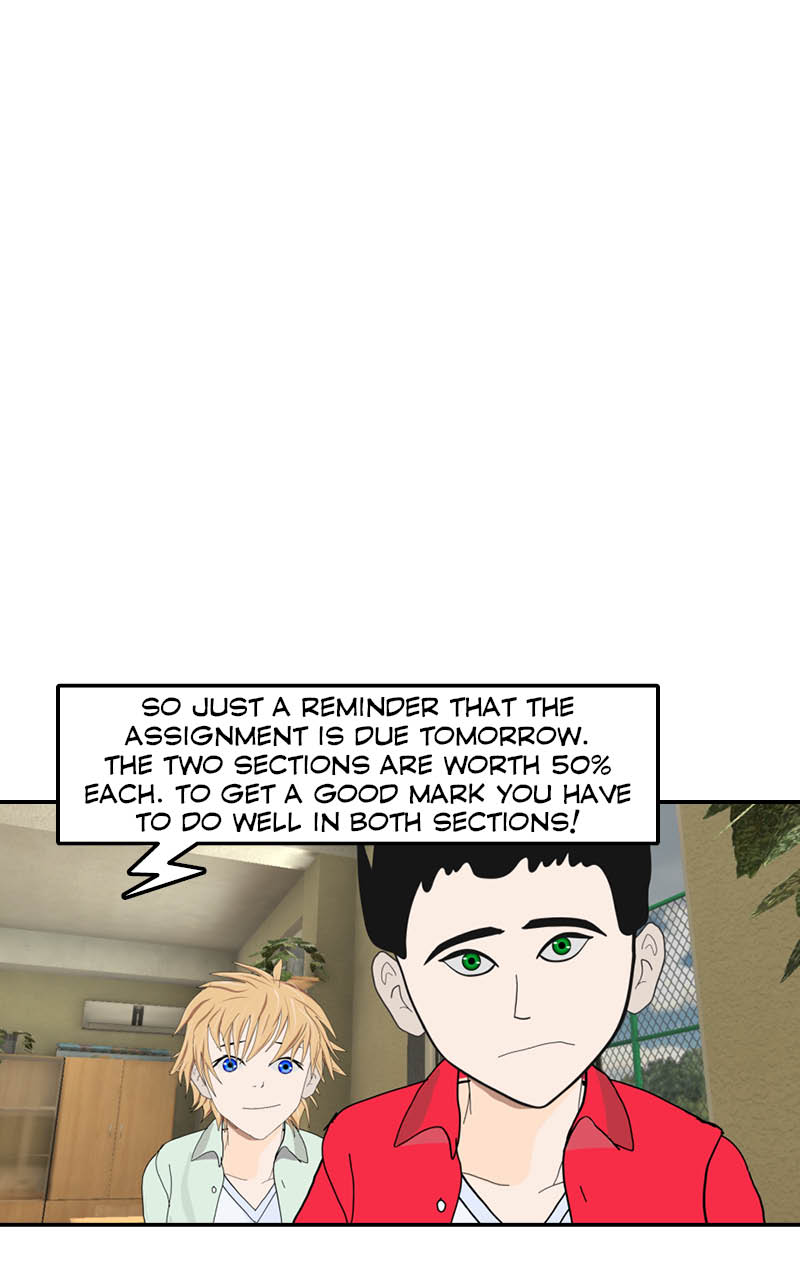 SO JUST A REMINDER THAT THE
ASSIGNMENT IS DUE TOMORROW.
THE TWO SECTIONS ARE WORTH 50%
EACH. TO GET A GOOD MARK YOU HAVE
TO DO WELL IN BOTH SECTIONS!